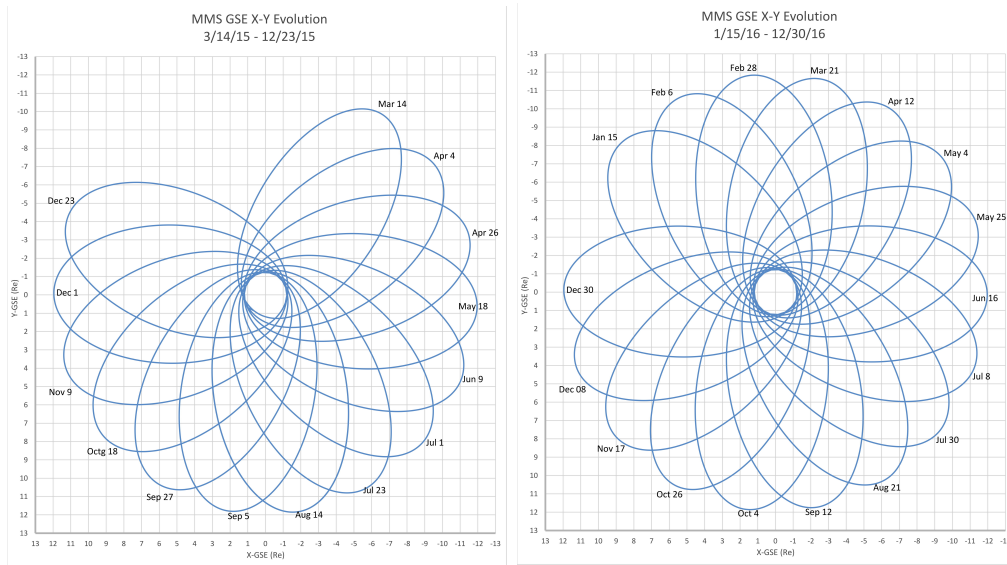 MMS GSE X-Y Evolution
3/14/15 - 12/23/15
-13
-12
-11
-10
-9
-8
-7
-6
-5
-4
-3
-2
-1
0
1
2
3
4
5
6
7
8
9
10
11
12
13
Y-GSE (Re)
Mar 14
Apr 4
Apr 26
May 18
Jun 9
Jul 1
Jul 23
Aug 14
Sep 5
Sep 27
Octg 18
Nov 9
Dec 1
Dec 23
13 12 11 10 9 8 7 6 5 4 3 2 1 0 -1 -2 -3 -4 -5 -6 -7 -8 -9 -10 -11 -12 -13
X-GSE (Re)
MMS GSE X-Y Evolution
1/15/16 - 12/30/16
-13
-12
-11
-10
-9
-8
-7
-6
-5
-4
-3
-2
-1
0
1
2
3
4
5
6
7
8
9
10
11
12
13
Y-GSE (Re)
Jan 15
Feb 6
Feb 28
Mar 21
Apr 12
May 4
May 25
Jun 16
Jul 8
Jul 30
Aug 21
Sep 12
Oct 4
Oct 26
Nov 17
Dec 08
Dec 30
13 12 11 10 9 8 7 6 5 4 3 2 1 0 -1 -2 -3 -4 -5 -6 -7 -8 -9 -10 -11 -12
X-GSE (Re)